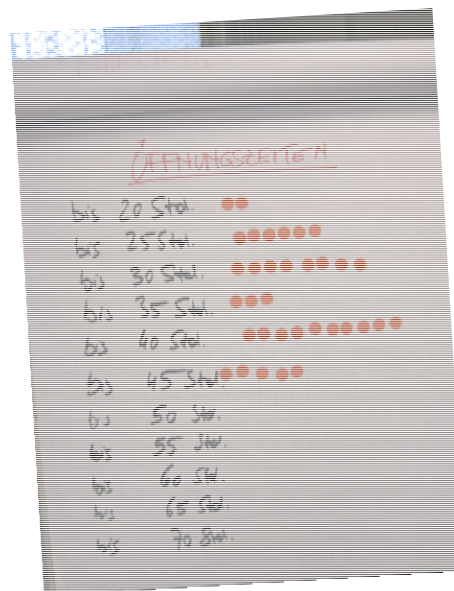 ÖFFNUNGSZEITEN
bis 20 Std.
bis 25 Std.
bis 30 Std.
bis 35 Std.
bis 40 Std.
bis 45 Std.
bis 50 Std.
bis 55 Std.
bis 60 Std.
bis 65 Std.
bis 70 Std.